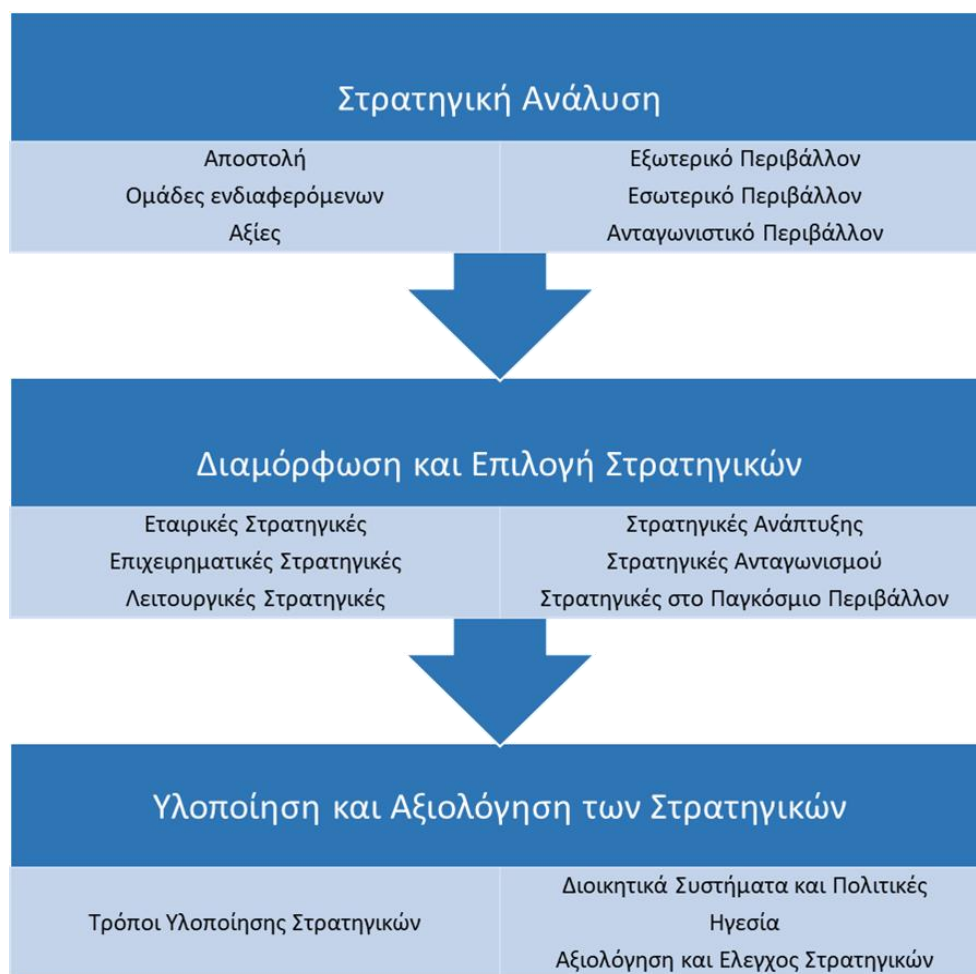 Στρατηγική Ανάλυση
Αποστολή
Ομάδες ενδιαφερόμενων
Αξίες
Εξωτερικό Περιβάλλον
Εσωτερικό Περιβάλλον
Ανταγωνιστικό Περιβάλλον
Διαμόρφωση και Επιλογή Στρατηγικών
Εταιρικές Στρατηγικές
Επιχειρηματικές Στρατηγικές
Λειτουργικές Στρατηγικές
Στρατηγικές Ανάπτυξης
Στρατηγικές Ανταγωνισμού
Στρατηγικές στο Παγκόσμιο Περιβάλλον
Υλοποίηση και Αξιολόγηση των Στρατηγικών
Τρόποι Υλοποίησης Στρατηγικών
Διοικητικά Συστήματα και Πολιτικές
Ηγεσία
Αξιολόγηση και Ελεγχος Στρατηγικών